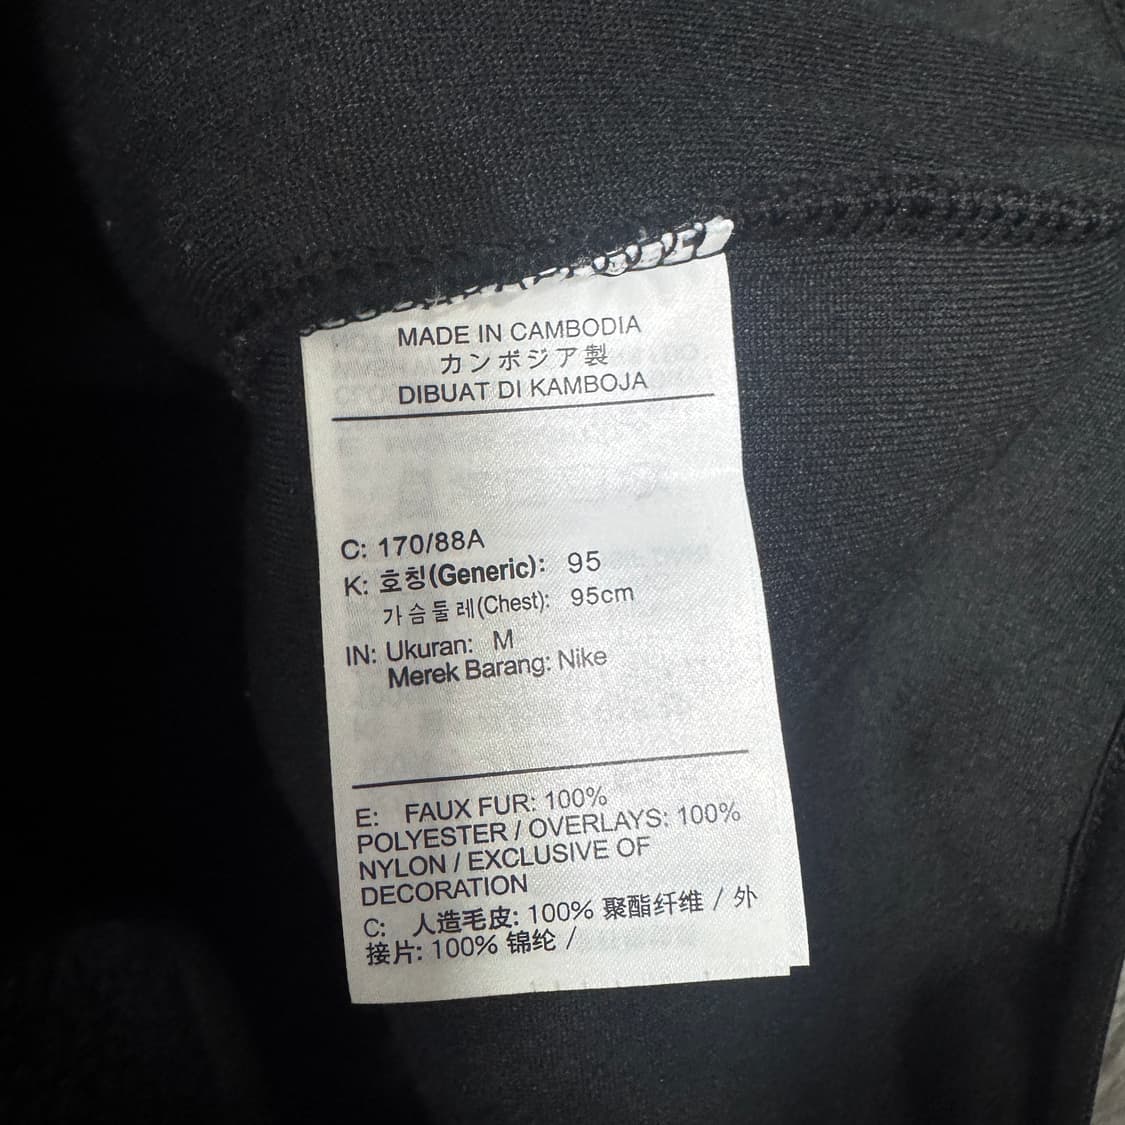 MADE IN CAMBODIA
カンボジア製
DIBUAT DI KAMBOJA
C: 170/88A
K: 호칭(Generic): 95
가슴둘레(Chest): 95cm
IN: Ukuran: M
Merek Barang: Nike
E: FAUX FUR: 100%
POLYESTER / OVERLAYS: 100%
NYLON / EXCLUSIVE OF
DECORATION
C: 人造毛皮: 100% 聚酯纤维 / 外
接片: 100% 锦纶 /